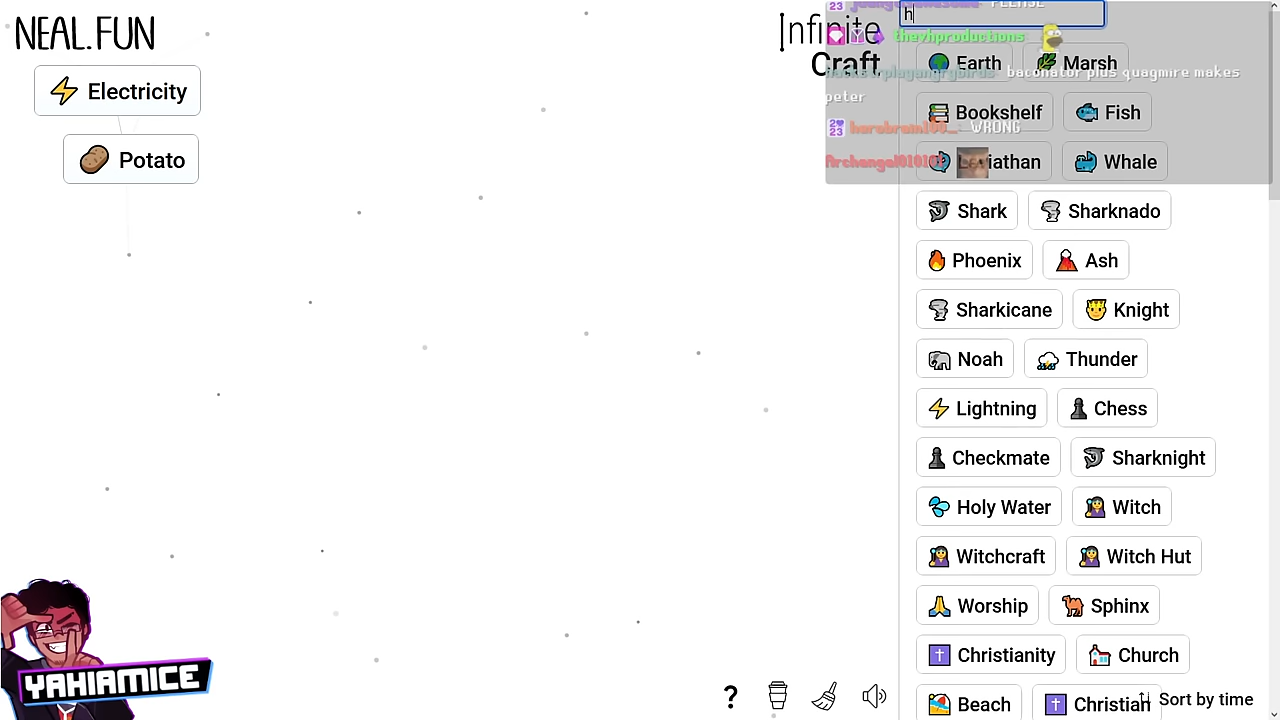 NEAL.FUN
Infinite
Craft
h
PLEASE
thevhproductions
baconator plus quagmire makes
peter
WRONG
Electricity
Potato
Earth
Marsh
Bookshelf
Fish
Whale
Shark
Sharknado
Phoenix
Ash
Sharkicane
Knight
Noah
Thunder
Lightning
Chess
Checkmate
Sharknight
Holy Water
Witch
Witchcraft
Witch Hut
Worship
Sphinx
Christianity
Church
Beach
Christian
Sort by time
?
YAHIAMICE